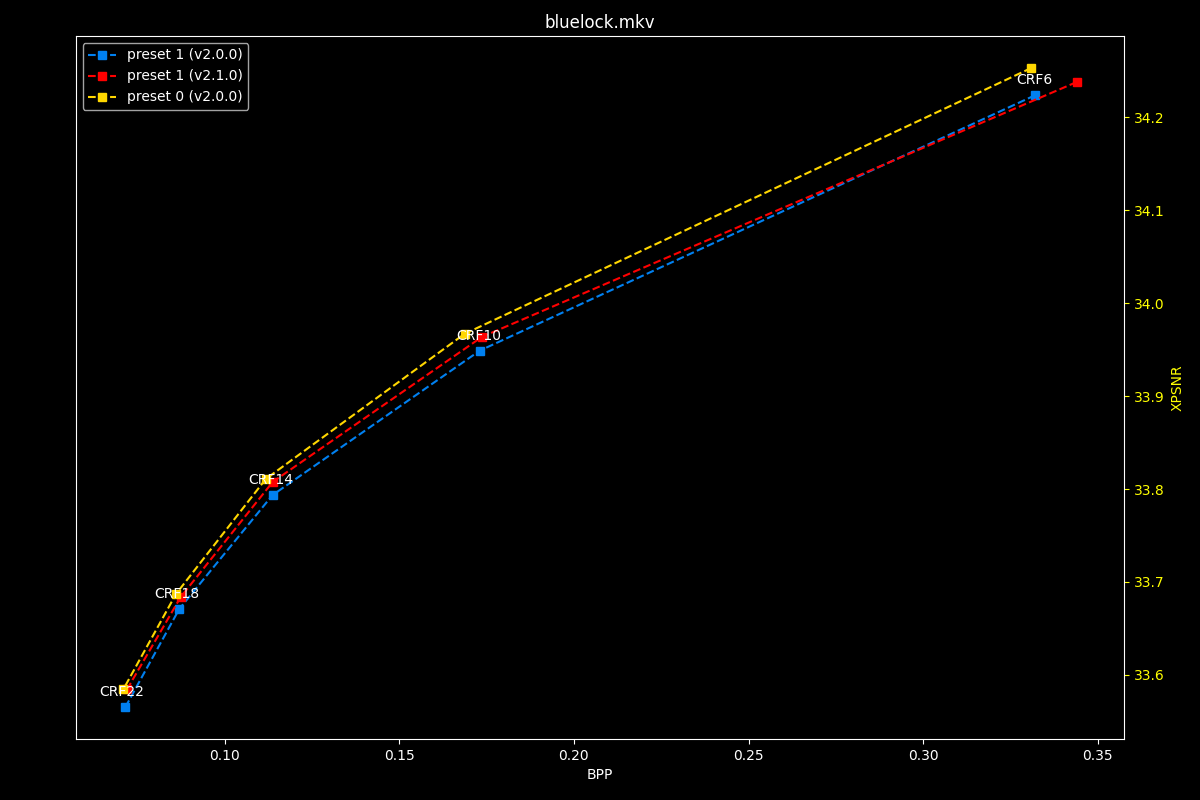 bluelock.mkv
preset 1 (v2.0.0)
preset 1 (v2.1.0)
preset 0 (v2.0.0)
CRF6
34.2
34.1
34.0
CRF10
33.9
XPSNR
33.8
CRF14
33.7
CRF18
33.6
CRF22
0.10 0.15 0.20 0.25 0.30 0.35
BPP